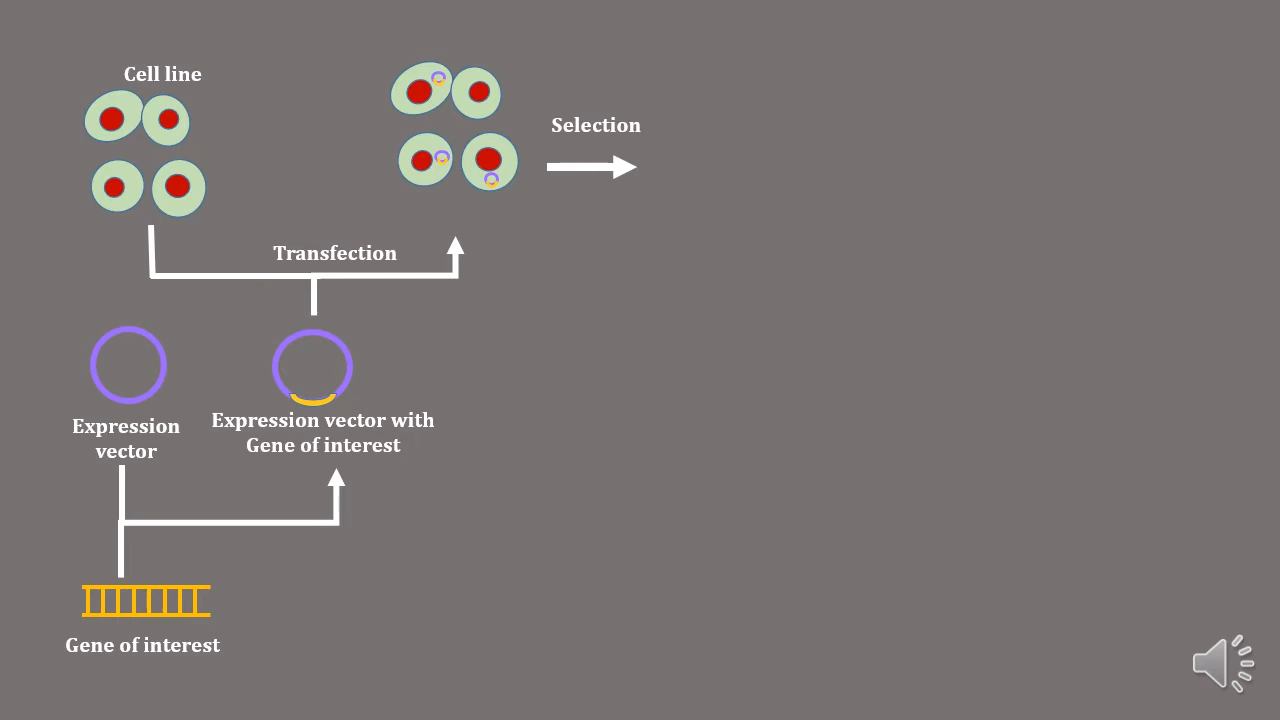 Cell line
Selection
Transfection
Expression
vector
Expression vector with
Gene of interest
Gene of interest